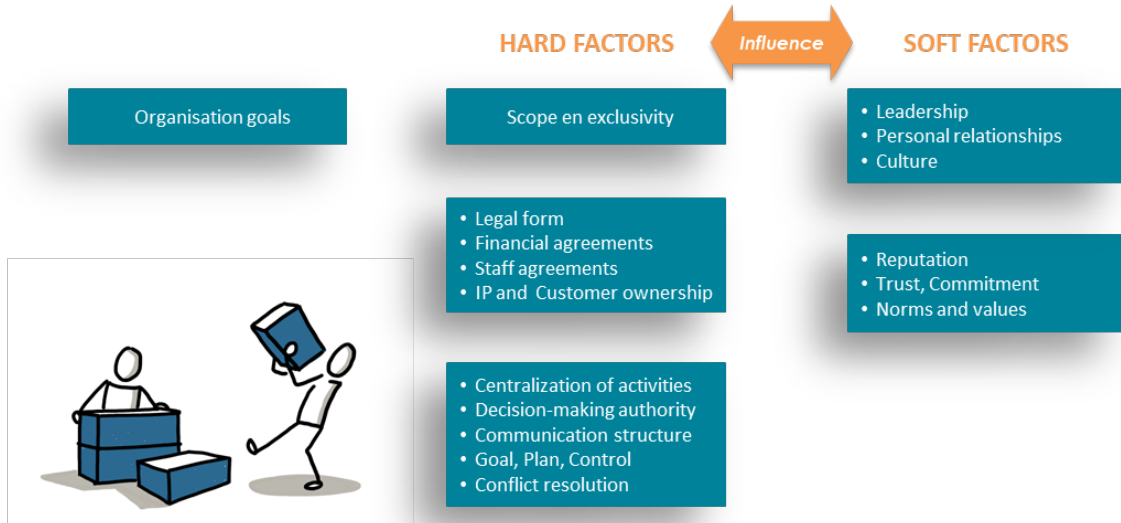 HARD FACTORS
Influence
SOFT FACTORS
Organisation goals
Scope en exclusivity
• Legal form
• Financial agreements
• Staff agreements
• IP and Customer ownership
• Centralization of activities
• Decision-making authority
• Communication structure
• Goal, Plan, Control
• Conflict resolution
• Leadership
• Personal relationships
• Culture
• Reputation
• Trust, Commitment
• Norms and values